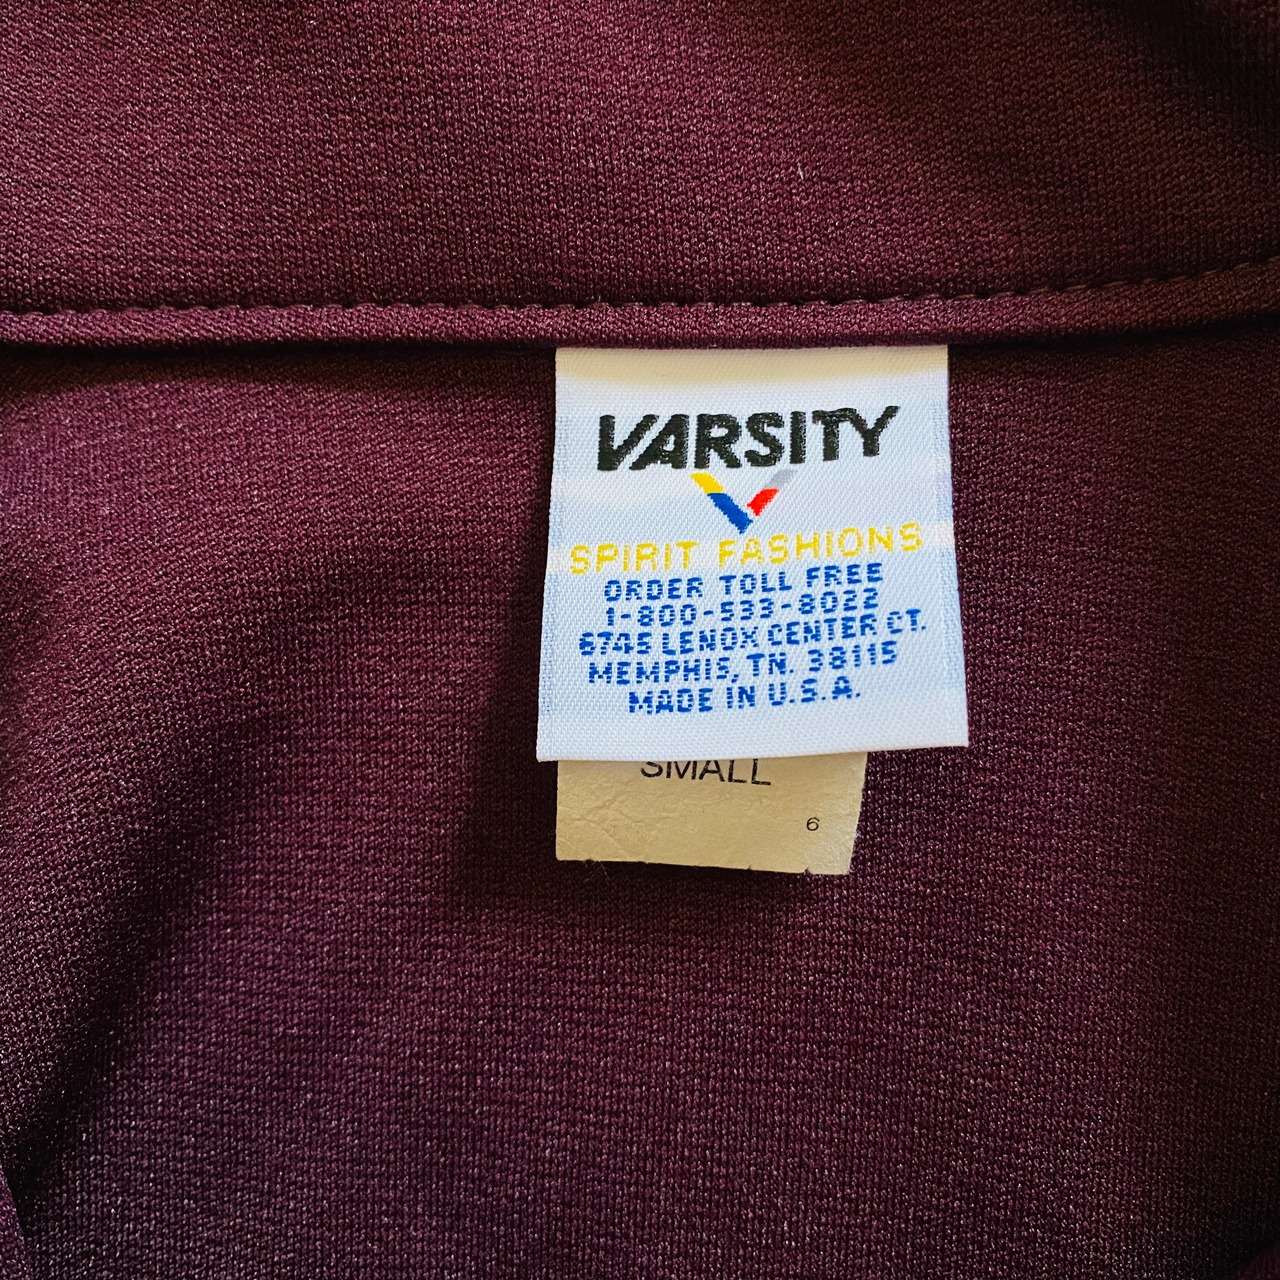 VARSITY
SPIRIT FASHIONS
ORDER TOLL FREE
1-800-533-8022
6745 LENOX CENTER CT.
MEMPHIS, TN. 38115
MADE IN U.S.A.
SMALL
6